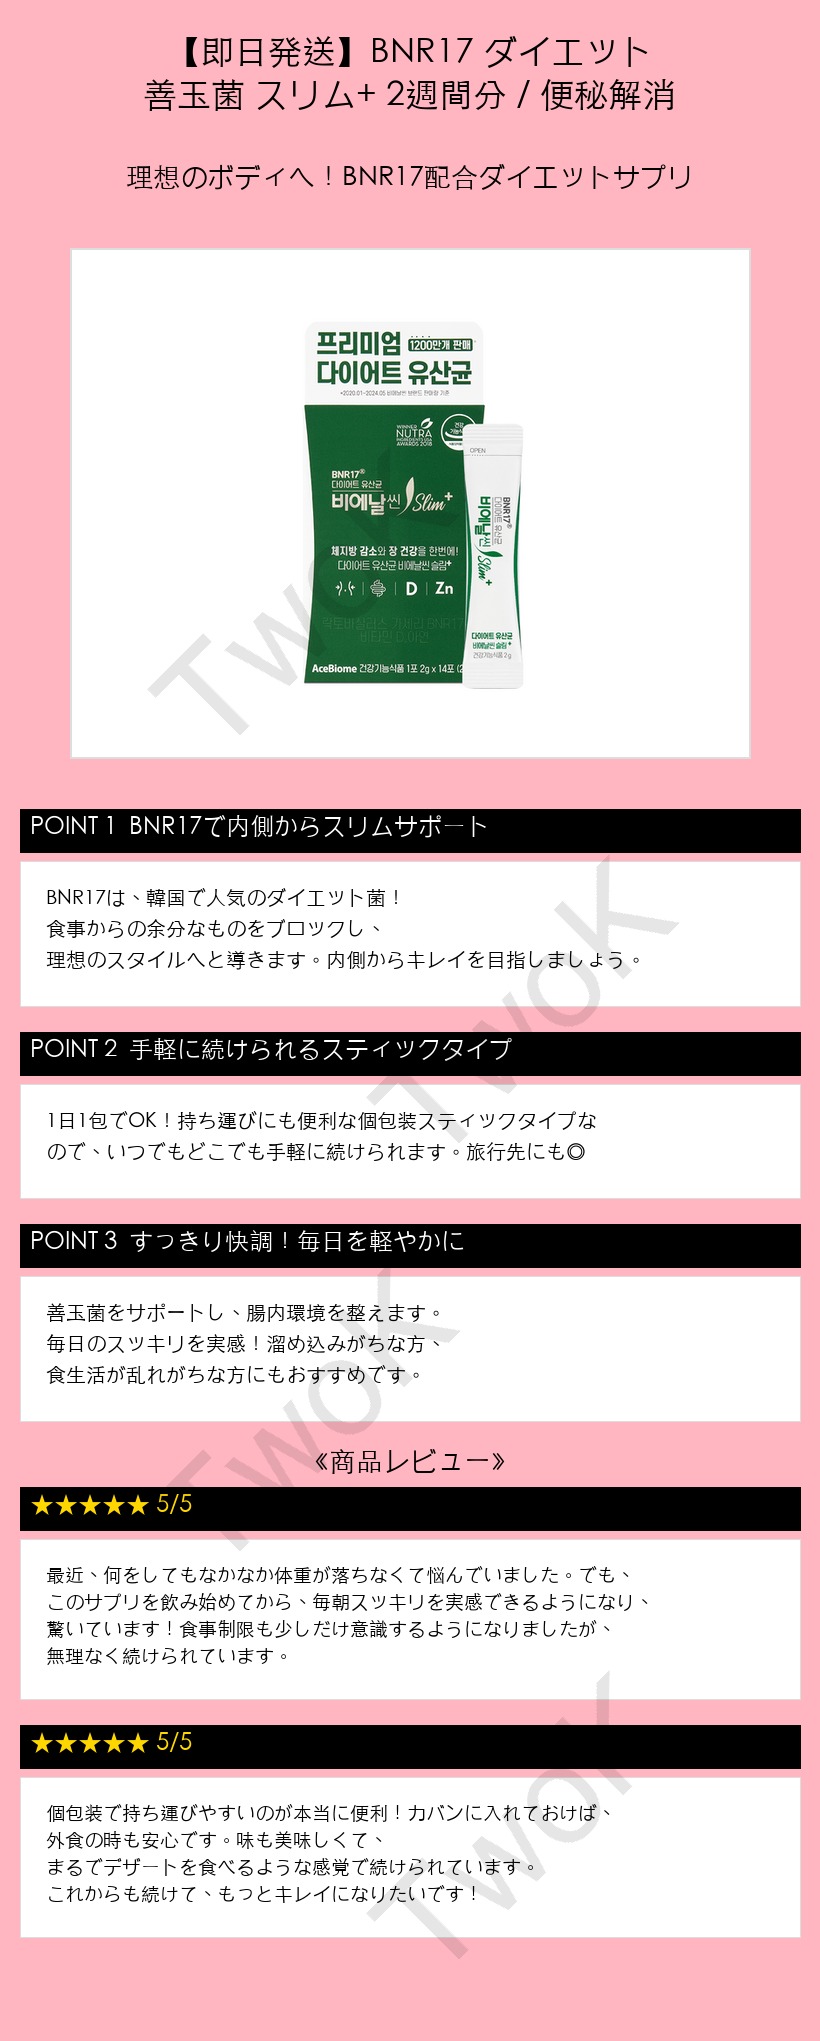 【即日発送】BNR17 ダイエット
善玉菌 スリム+ 2週間分 / 便秘解消
理想のボディへ！BNR17配合ダイエットサプリ
프리미엄 1200만개 판매
다이어트 유산균
*2020.01~2024.05 비에날씬 브랜드 판매량 기준
WINNER
NUTRA
INGREDIENTS USA
AWARDS 2018
건강
OPEN
BNR17®
다이어트 유산균
비에날씬 Slim+
BNR17®
다이어트 유산균
비에날씬 Slim+
체지방 감소와 장 건강을 한번에!
다이어트 유산균 비에날씬 슬림+
D Zn
락토바실러스 가세리 BNR17
비타민 D, 아연
다이어트 유산균
비에날씬 슬림+
건강기능식품 2g
AceBiome 건강기능식품 1포 2g x 14포
POINT 1 BNR17で内側からスリムサポート
BNR17は、韓国で人気のダイエット菌！
食事からの余分なものをブロックし、
理想のスタイルへと導きます。内側からキレイを目指しましょう。
POINT 2 手軽に続けられるスティックタイプ
1日1包でOK！持ち運びにも便利な個包装スティックタイプな
ので、いつでもどこでも手軽に続けられます。旅行先にも◎
POINT 3 すっきり快調！毎日を軽やかに
善玉菌をサポートし、腸内環境を整えます。
毎日のスッキリを実感！溜め込みがちな方、
食生活が乱れがちな方にもおすすめです。
《商品レビュー》
★★★★★ 5/5
最近、何をしてもなかなか体重が落ちなくて悩んでいました。でも、
このサプリを飲み始めてから、毎朝スッキリを実感できるようになり、
驚いています！食事制限も少しだけ意識するようになりましたが、
無理なく続けられています。
★★★★★ 5/5
個包装で持ち運びやすいのが本当に便利！カバンに入れておけば、
外食の時も安心です。味も美味しくて、
まるでデザートを食べるような感覚で続けられています。
これからも続けて、もっとキレイになりたいです！
TwoK
TwoK
TwoK
TwoK